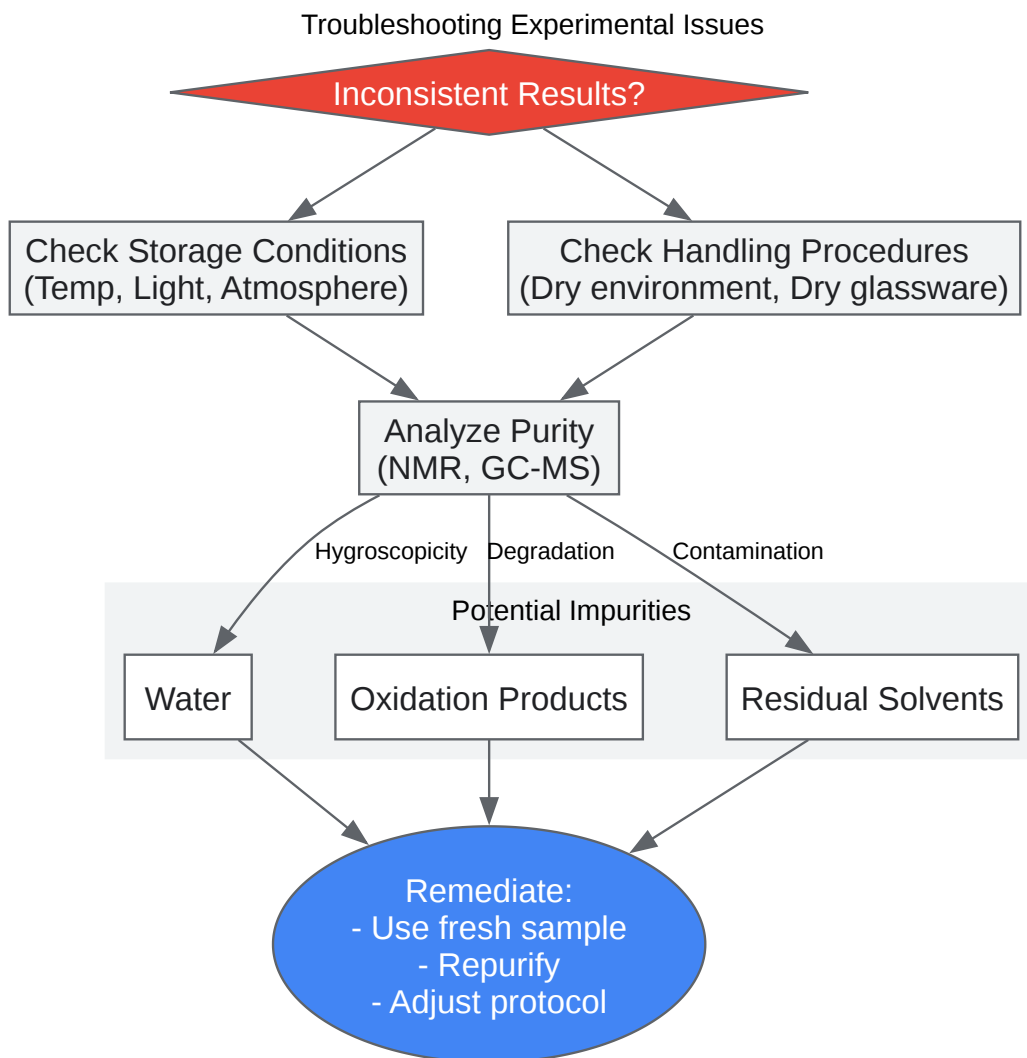 Troubleshooting Experimental Issues
Inconsistent Results?
Check Storage Conditions
(Temp, Light, Atmosphere)
Check Handling Procedures
(Dry environment, Dry glassware)
Analyze Purity
(NMR, GC-MS)
Hygroscopicity
Degradation
Contamination
Potential Impurities
Water
Oxidation Products
Residual Solvents
Remediate:
- Use fresh sample
- Repurify
- Adjust protocol